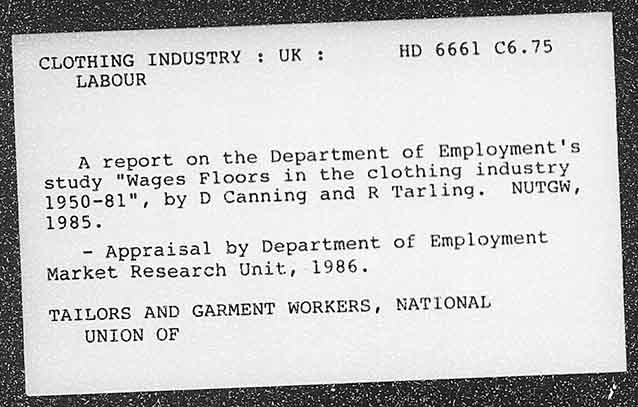 CLOTHING INDUSTRY : UK : HD 6661 C6.75
LABOUR
A report on the Department of Employment's
study "Wages Floors in the clothing industry
1950-81", by D Canning and R Tarling. NUTGW,
1985.
- Appraisal by Department of Employment
Market Research Unit, 1986.
TAILORS AND GARMENT WORKERS, NATIONAL
UNION OF